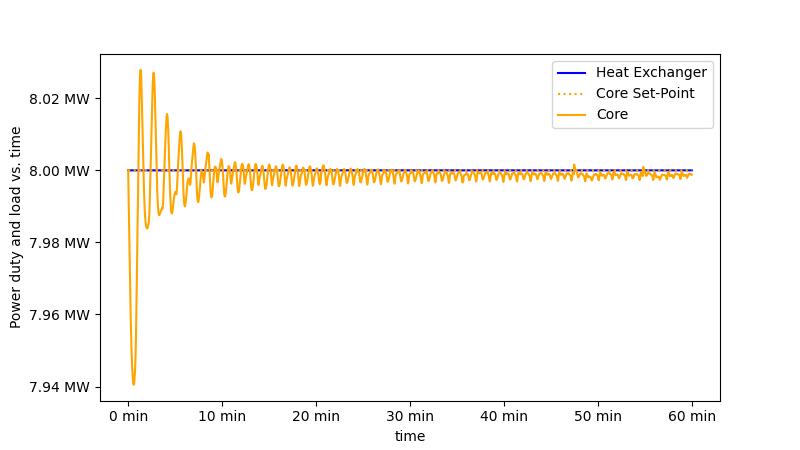 Heat Exchanger
Core Set-Point
Core
Power duty and load vs. time
8.02 MW
8.00 MW
7.98 MW
7.96 MW
7.94 MW
0 min
10 min
20 min
30 min
40 min
50 min
60 min
time